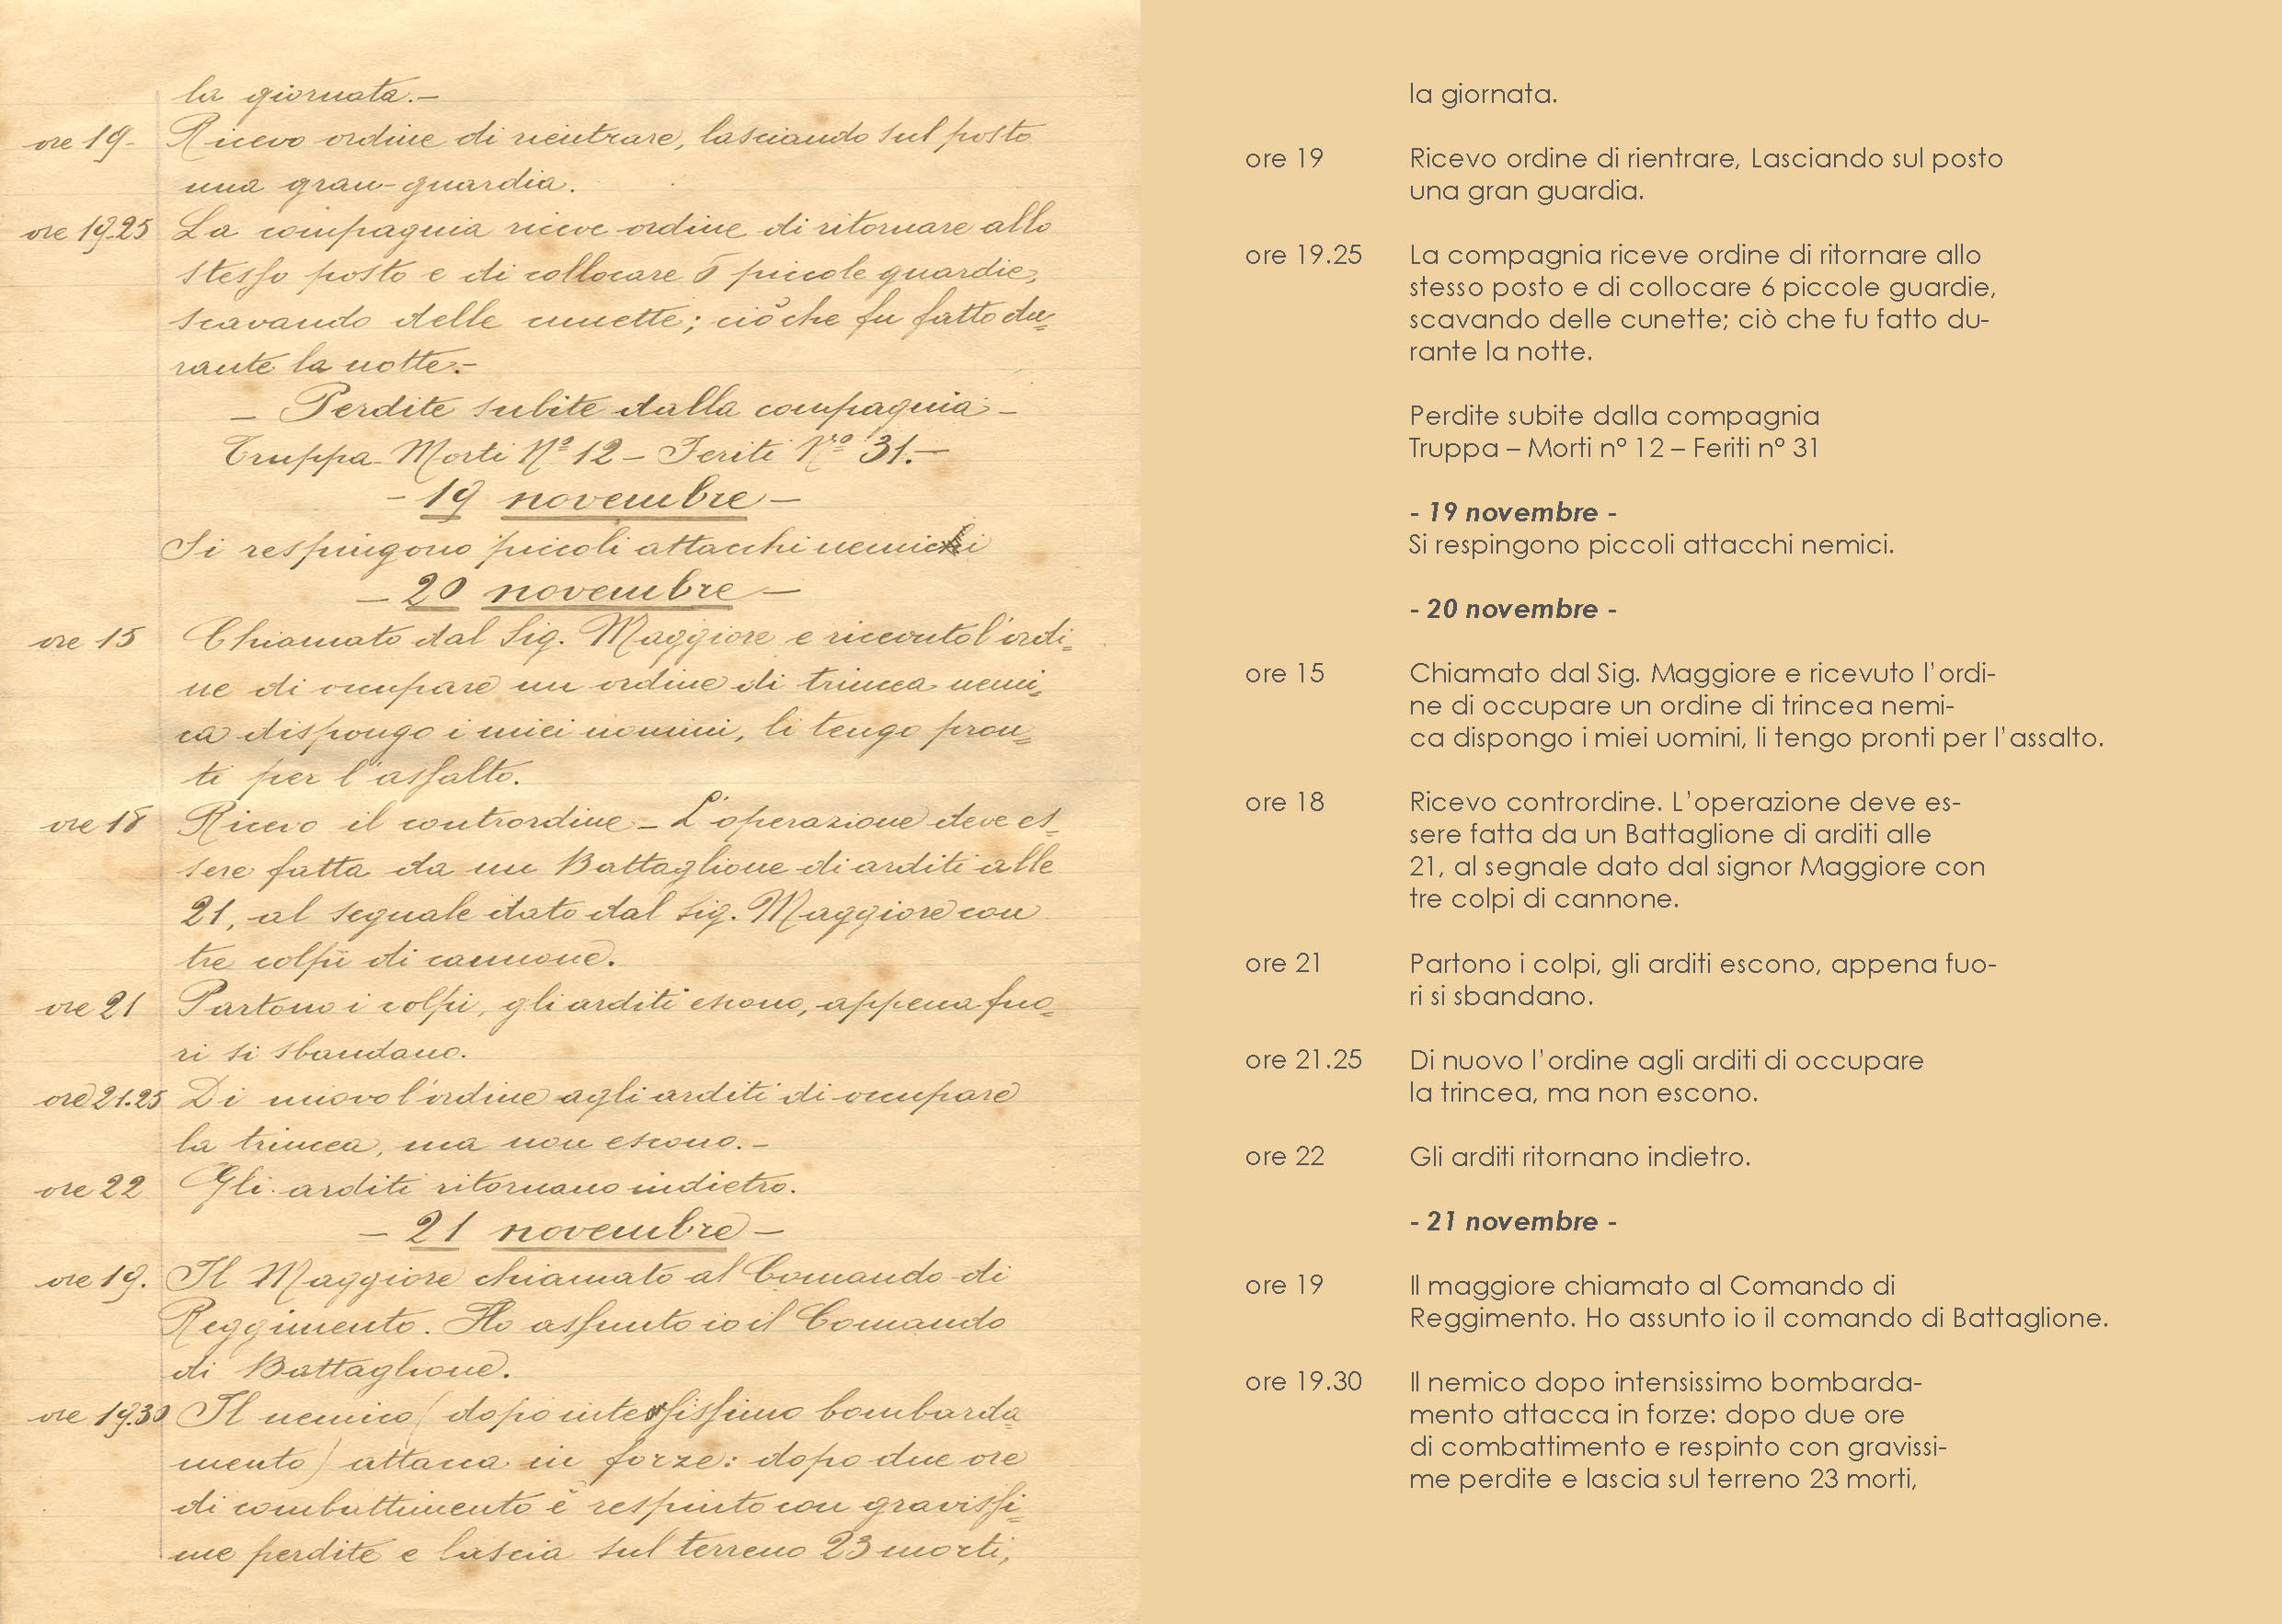 la giornata.—
ore 19- Ricevo ordine di rientrare, lasciando sul posto
una gran-guardia.
ore 19.25 La compagnia riceve ordine di ritornare allo
stesso posto e di collocare 6 piccole guardie,
scavando delle cunette; ciò che fu fatto du=
rante la notte.—
— Perdite subite dalla compagnia —
Truppa Morti Nº 12 — Feriti Nro 31.—
— 19 novembre —
Si respingono piccoli attacchi nemici
— 20 novembre —
ore 15 Chiamato dal Sig. Maggiore e ricevuto l'ordi=
ne di occupare un ordine di trincea nemi=
ca dispongo i miei uomini, li tengo pron=
ti per l'assalto.
ore 18 Ricevo il contrordine — L'operazione deve es=
sere fatta da un Battaglione di arditi alle
21, al segnale dato dal Sig. Maggiore con
tre colpi di cannone.
ore 21 Partono i colpi, gli arditi escono, appena fuo=
ri si sbandano.
ore 21.25 Di nuovo l'ordine agli arditi di occupare
la trincea, ma non escono.—
ore 22 Gli arditi ritornano indietro.
— 21 novembre —
ore 19. Il Maggiore chiamato al Comando di
Reggimento. Ho assunto io il Comando
di Battaglione.
ore 19.30 Il nemico (dopo intensissimo bombarda=
mento) attacca in forze: dopo due ore
di combattimento è respinto con gravissi=
me perdite e lascia sul terreno 23 morti,
la giornata.
ore 19 Ricevo ordine di rientrare, Lasciando sul posto
una gran guardia.
ore 19.25 La compagnia riceve ordine di ritornare allo
stesso posto e di collocare 6 piccole guardie,
scavando delle cunette; ciò che fu fatto du-
rante la notte.
Perdite subite dalla compagnia
Truppa – Morti n° 12 – Feriti n° 31
- 19 novembre -
Si respingono piccoli attacchi nemici.
- 20 novembre -
ore 15 Chiamato dal Sig. Maggiore e ricevuto l'ordi-
ne di occupare un ordine di trincea nemi-
ca dispongo i miei uomini, li tengo pronti per l'assalto.
ore 18 Ricevo contrordine. L'operazione deve es-
sere fatta da un Battaglione di arditi alle
21, al segnale dato dal signor Maggiore con
tre colpi di cannone.
ore 21 Partono i colpi, gli arditi escono, appena fuo-
ri si sbandano.
ore 21.25 Di nuovo l'ordine agli arditi di occupare
la trincea, ma non escono.
ore 22 Gli arditi ritornano indietro.
- 21 novembre -
ore 19 Il maggiore chiamato al Comando di
Reggimento. Ho assunto io il comando di Battaglione.
ore 19.30 Il nemico dopo intensissimo bombarda-
mento attacca in forze: dopo due ore
di combattimento e respinto con gravissi-
me perdite e lascia sul terreno 23 morti,